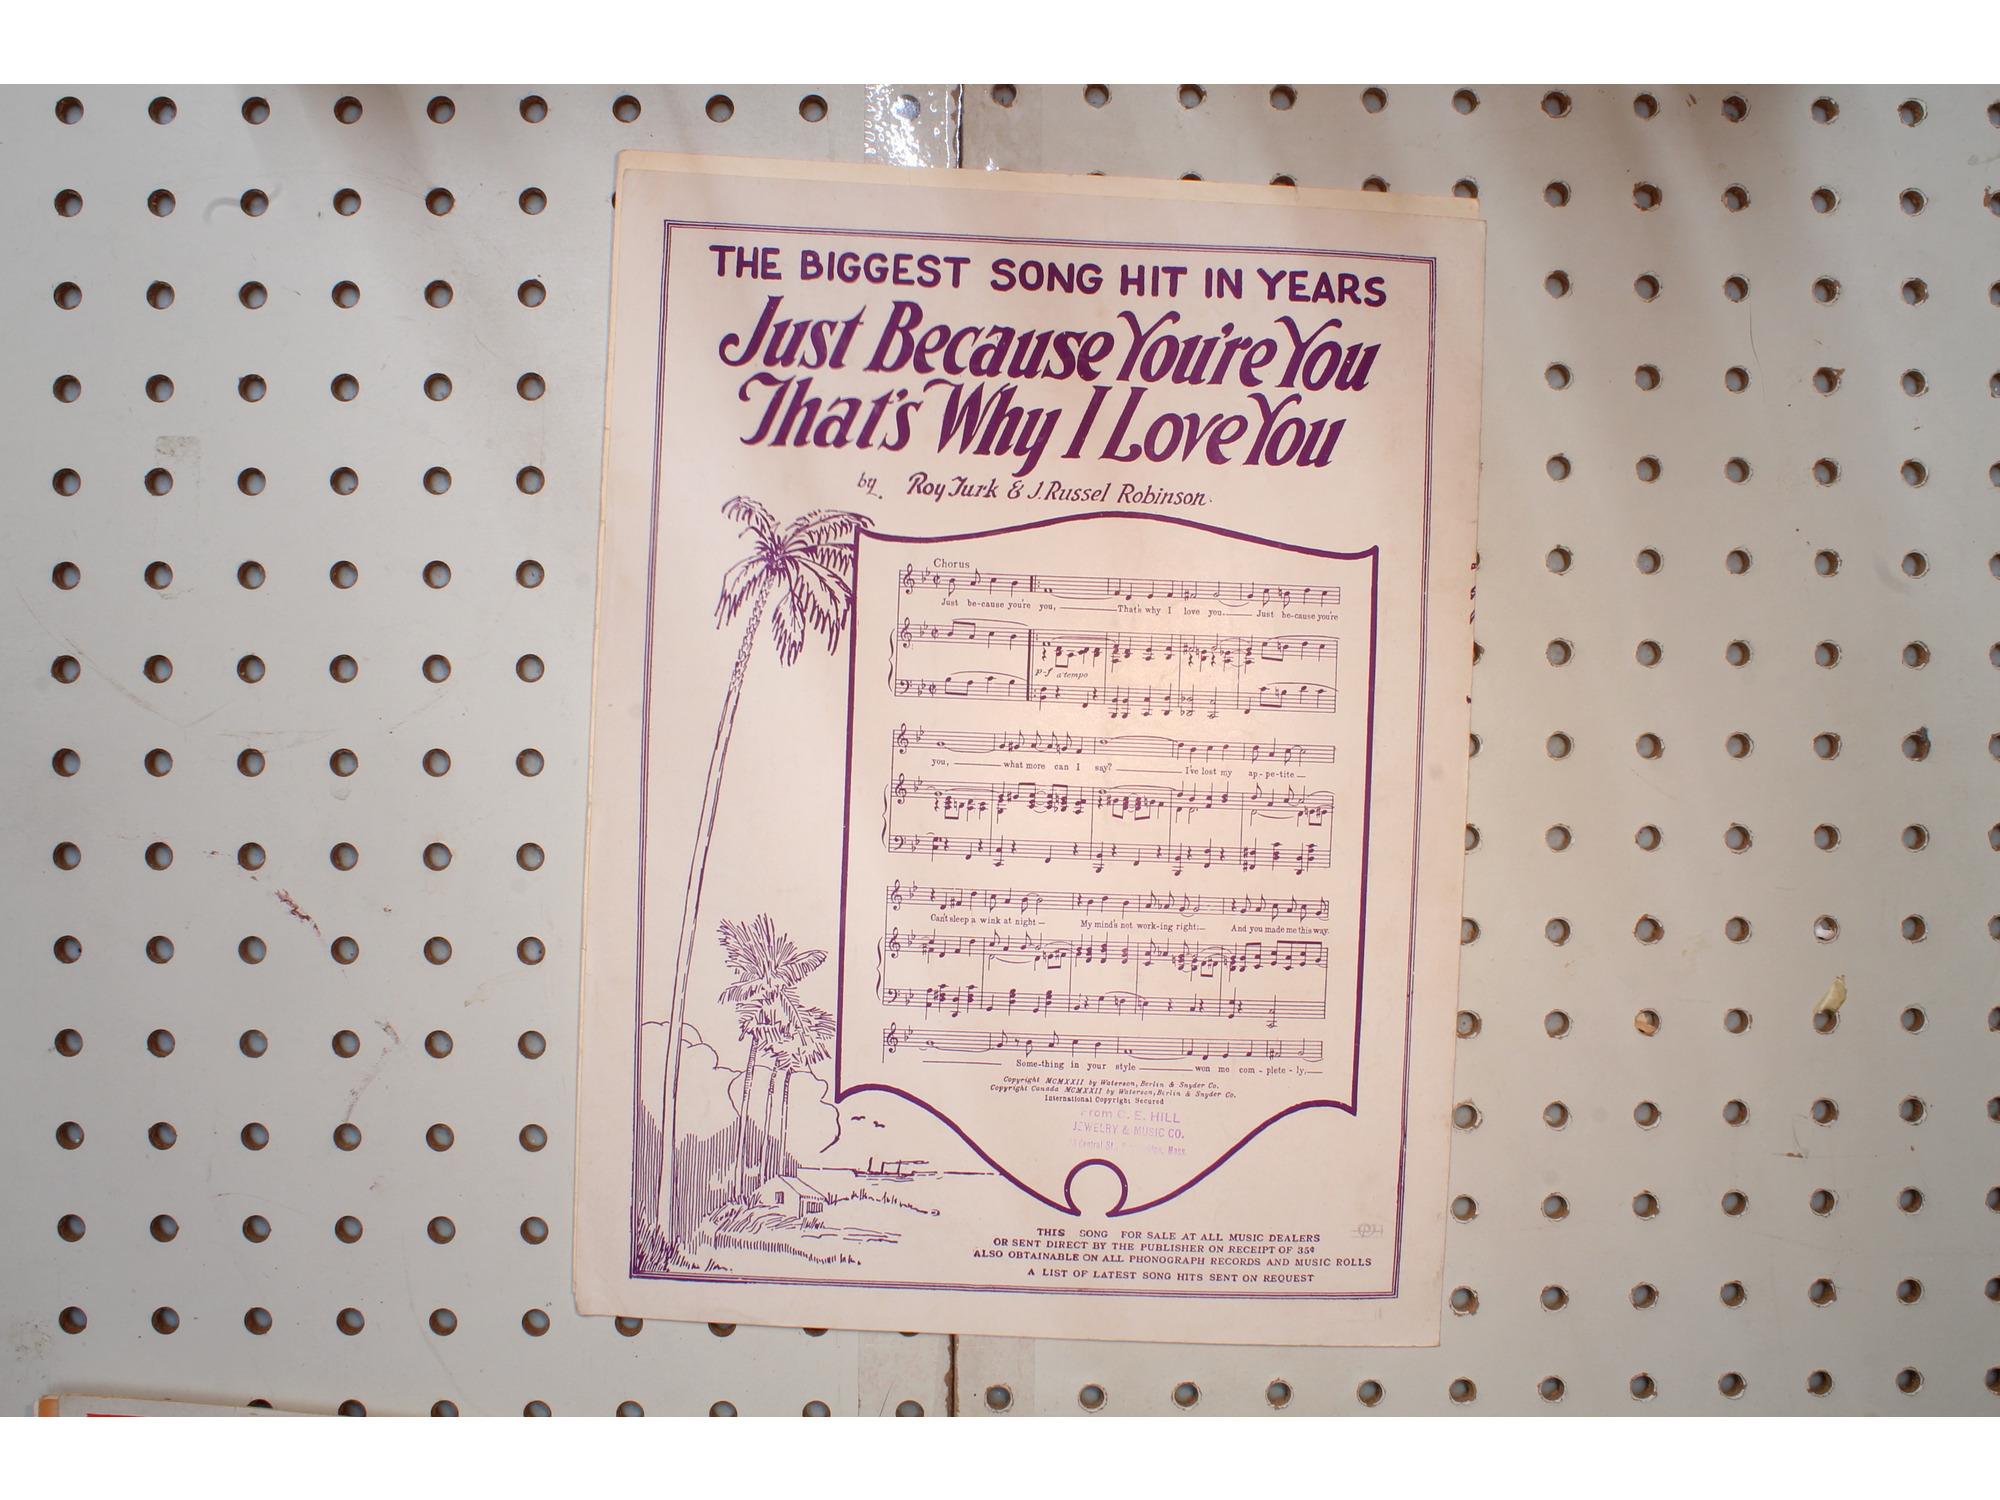 THE BIGGEST SONG HIT IN YEARS
Just Because You're You
That's Why I Love You
by. Roy Turk & J. Russel Robinson.
Chorus
Just be-cause you're you, That's why I love you. Just be-cause you're
p-f a tempo
you, what more can I say? I've lost my ap-pe-tite
Can't sleep a wink at night My mind's not work-ing right: And you made me this way.
Some-thing in your style won me com-plete-ly,
Copyright MCMXXII by Waterson, Berlin & Snyder Co.
Copyright Canada MCMXXII by Waterson, Berlin & Snyder Co.
International Copyright Secured
From C. E. HILL
JEWELRY & MUSIC CO.
Central St., Mass.
THIS SONG FOR SALE AT ALL MUSIC DEALERS
OR SENT DIRECT BY THE PUBLISHER ON RECEIPT OF 35¢
ALSO OBTAINABLE ON ALL PHONOGRAPH RECORDS AND MUSIC ROLLS
A LIST OF LATEST SONG HITS SENT ON REQUEST